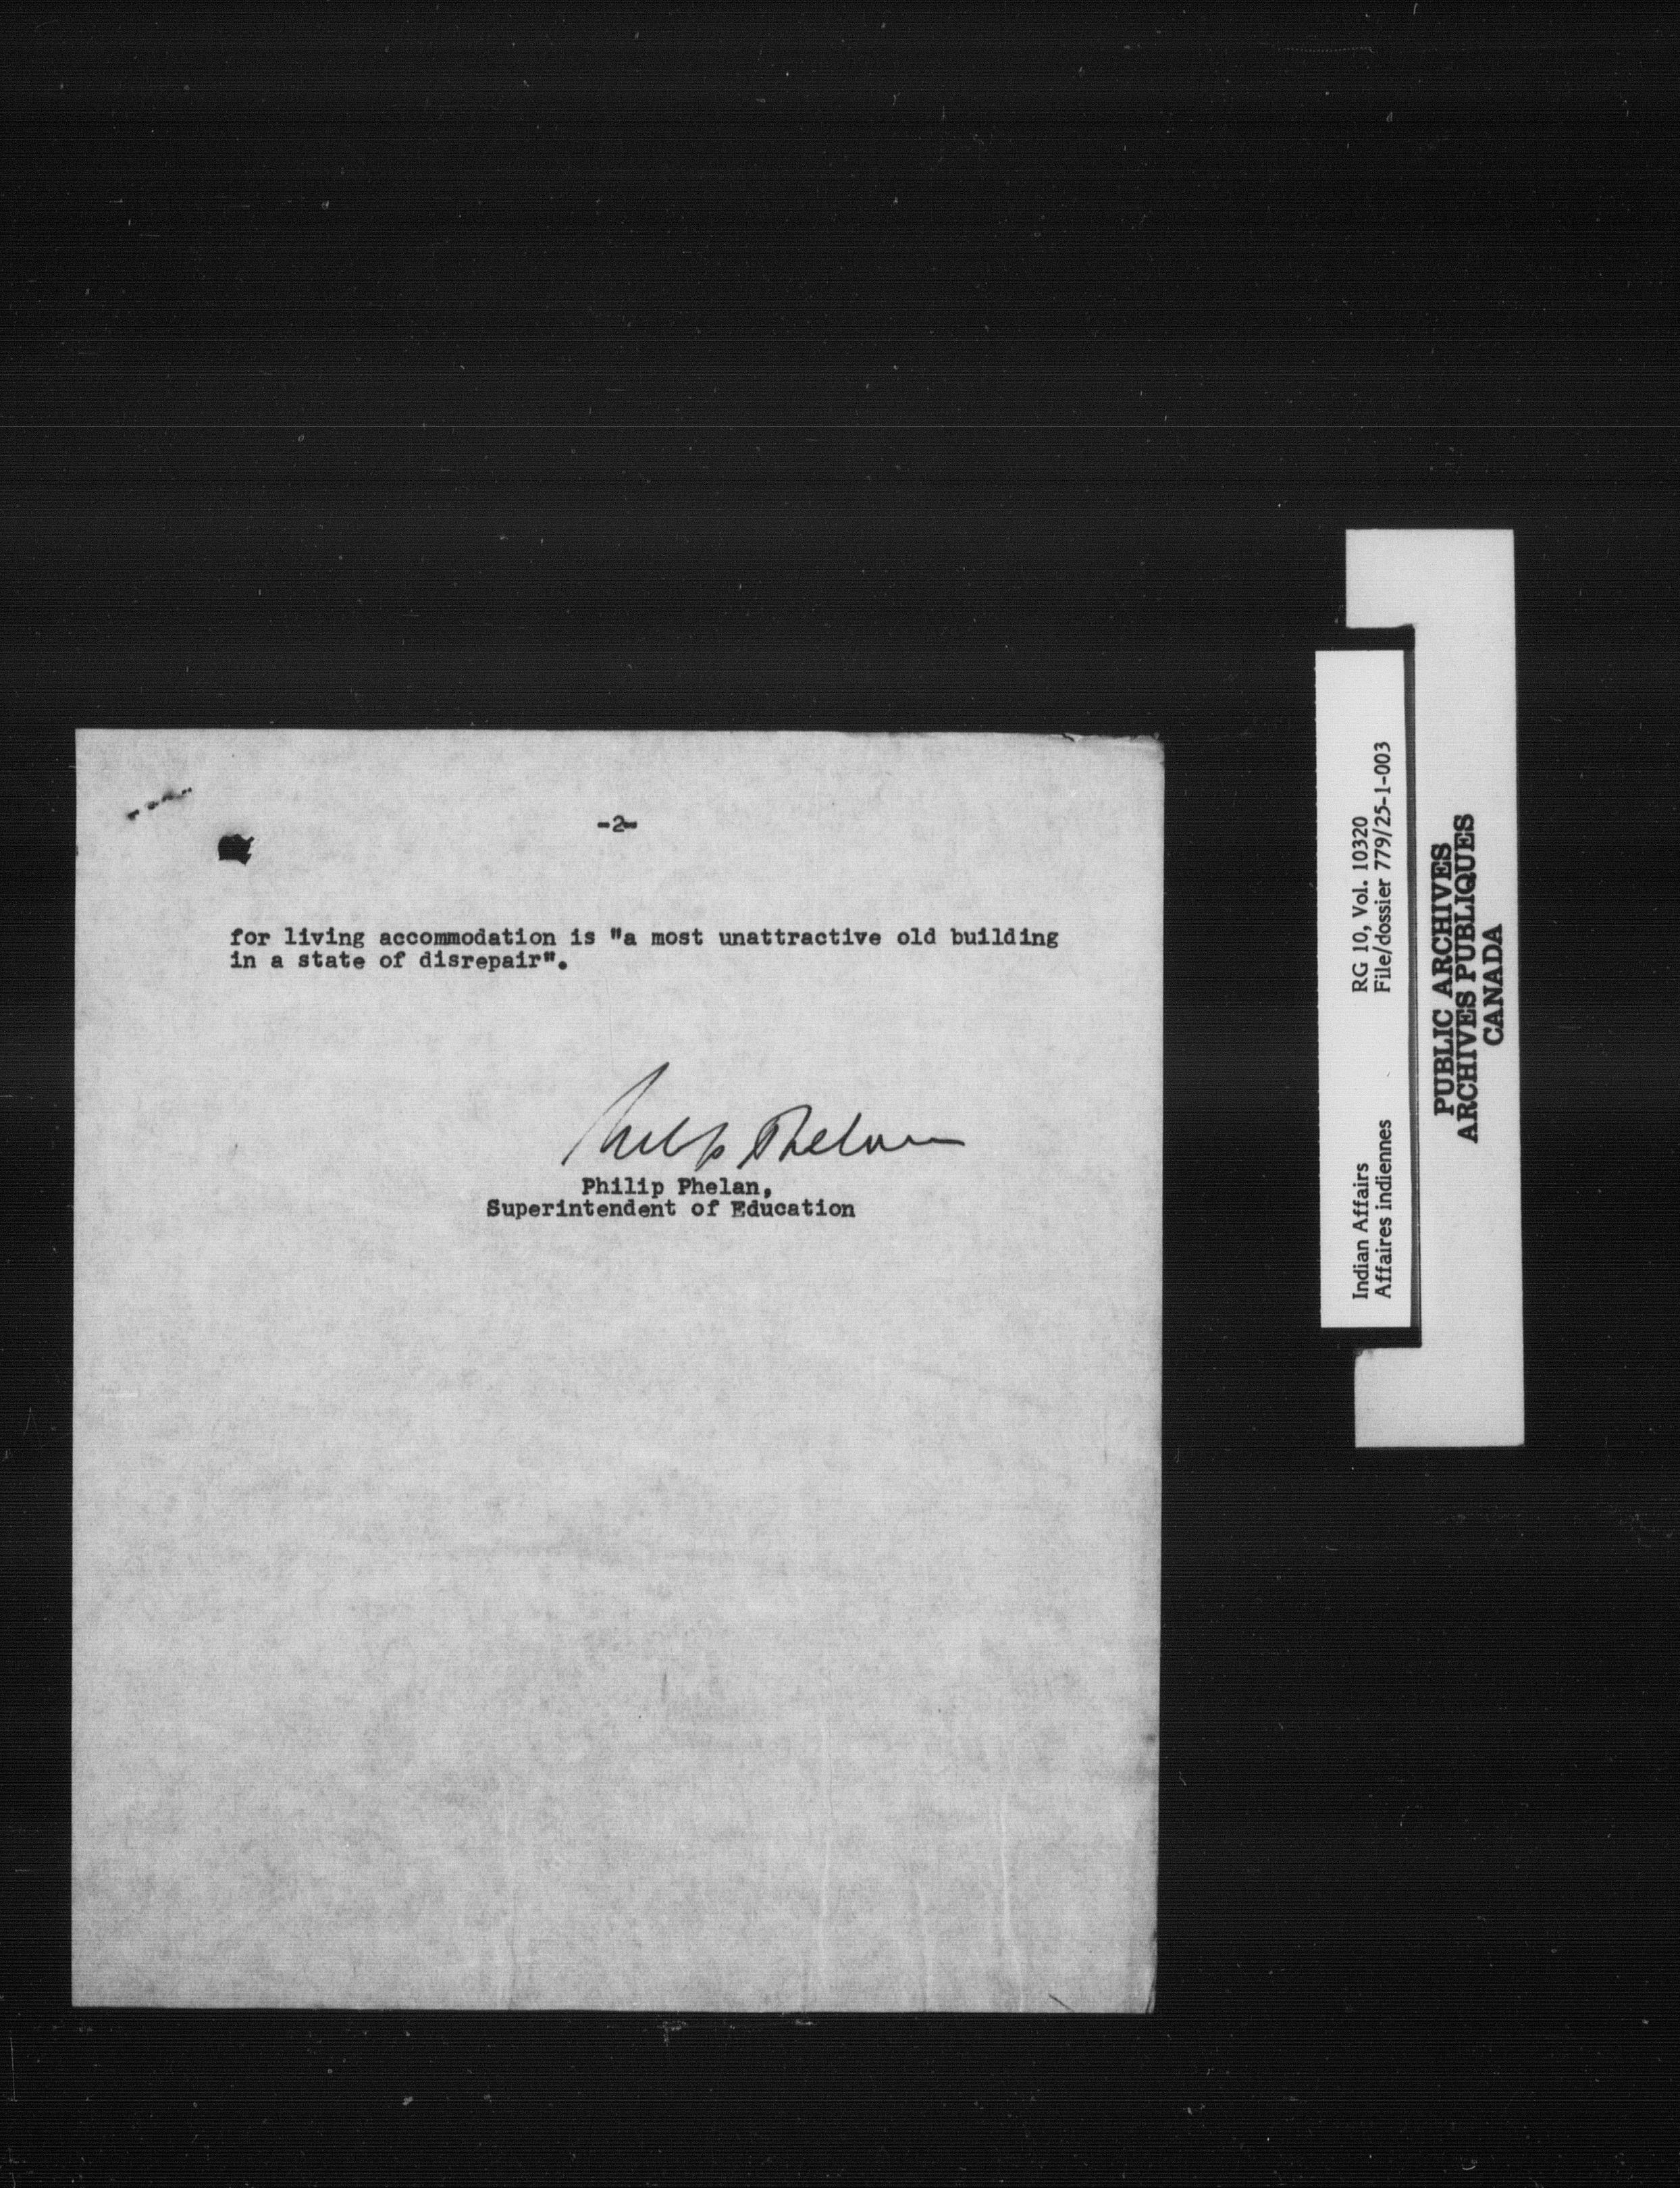 -2-
for living accommodation is "a most unattractive old building
in a state of disrepair".
Philip Phelan
Philip Phelan,
Superintendent of Education
Indian Affairs RG 10, Vol. 10320
Affaires indiennes File/dossier 779/25-1-003
PUBLIC ARCHIVES
ARCHIVES PUBLIQUES
CANADA